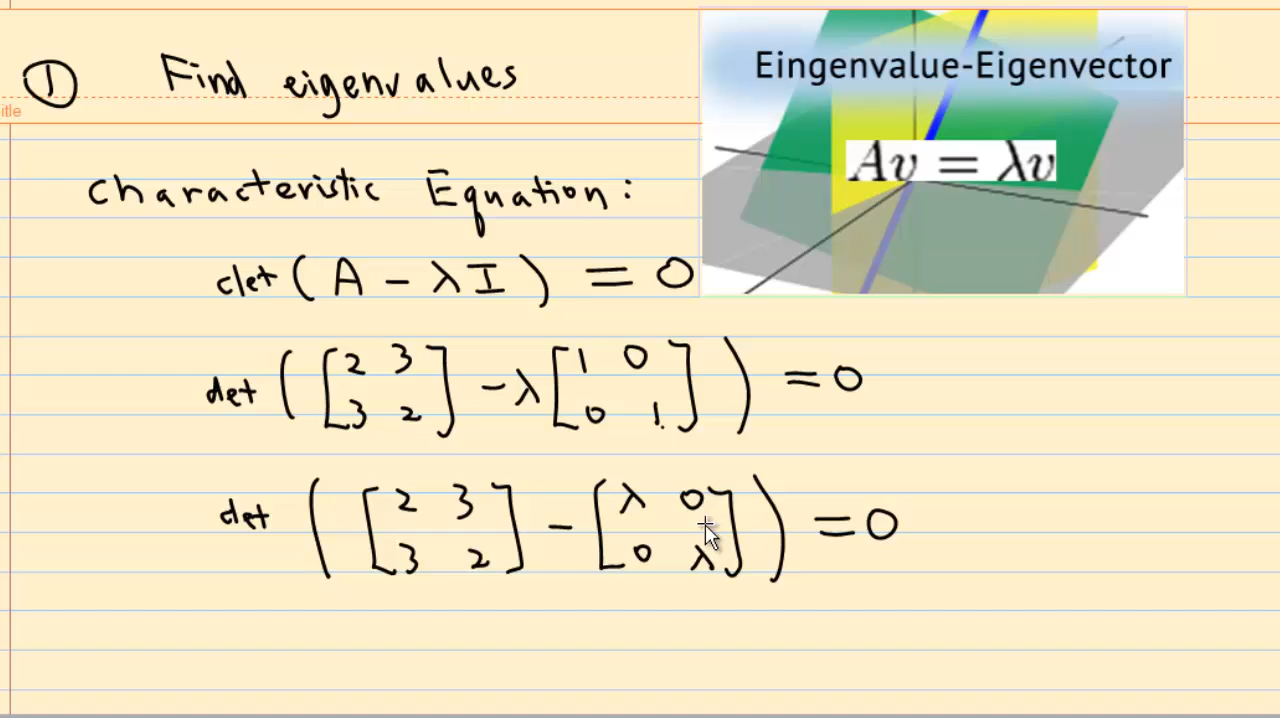 ① Find eigenvalues
itle
Eingenvalue-Eigenvector
Av = λv
Characteristic Equation:
det ( A - λ I ) = 0
det ( [ 2 3 ; 3 2 ] - λ [ 1 0 ; 0 1 ] ) = 0
det ( [ 2 3 ; 3 2 ] - [ λ 0 ; 0 λ ] ) = 0